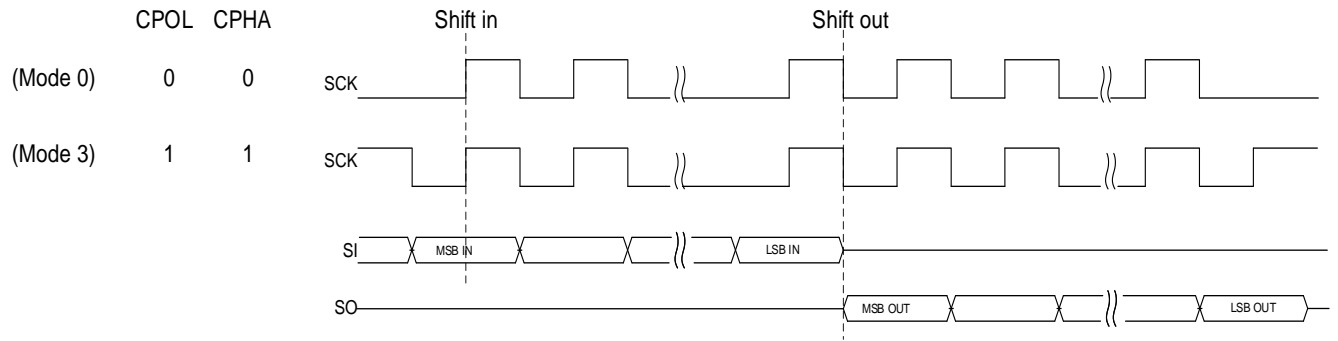 CPOL CPHA Shift in Shift out
(Mode 0) 0 0 SCK
(Mode 3) 1 1 SCK
SI MSB IN LSB IN
SO MSB OUT LSB OUT